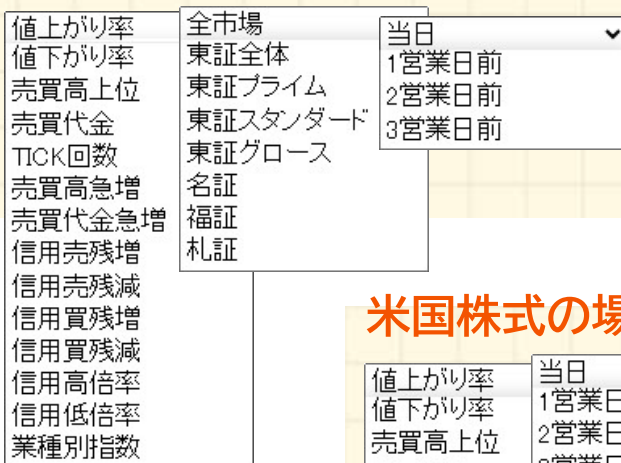 値上がり率
値下がり率
売買高上位
売買代金
TICK回数
売買高急増
売買代金急増
信用売残増
信用売残減
信用買残増
信用買残減
信用高倍率
信用低倍率
業種別指数
全市場
東証全体
東証プライム
東証スタンダード
東証グロース
名証
福証
札証
当日
1営業日前
2営業日前
3営業日前
米国株式の場
値上がり率
値下がり率
売買高上位
当日
1営業日
2営業日